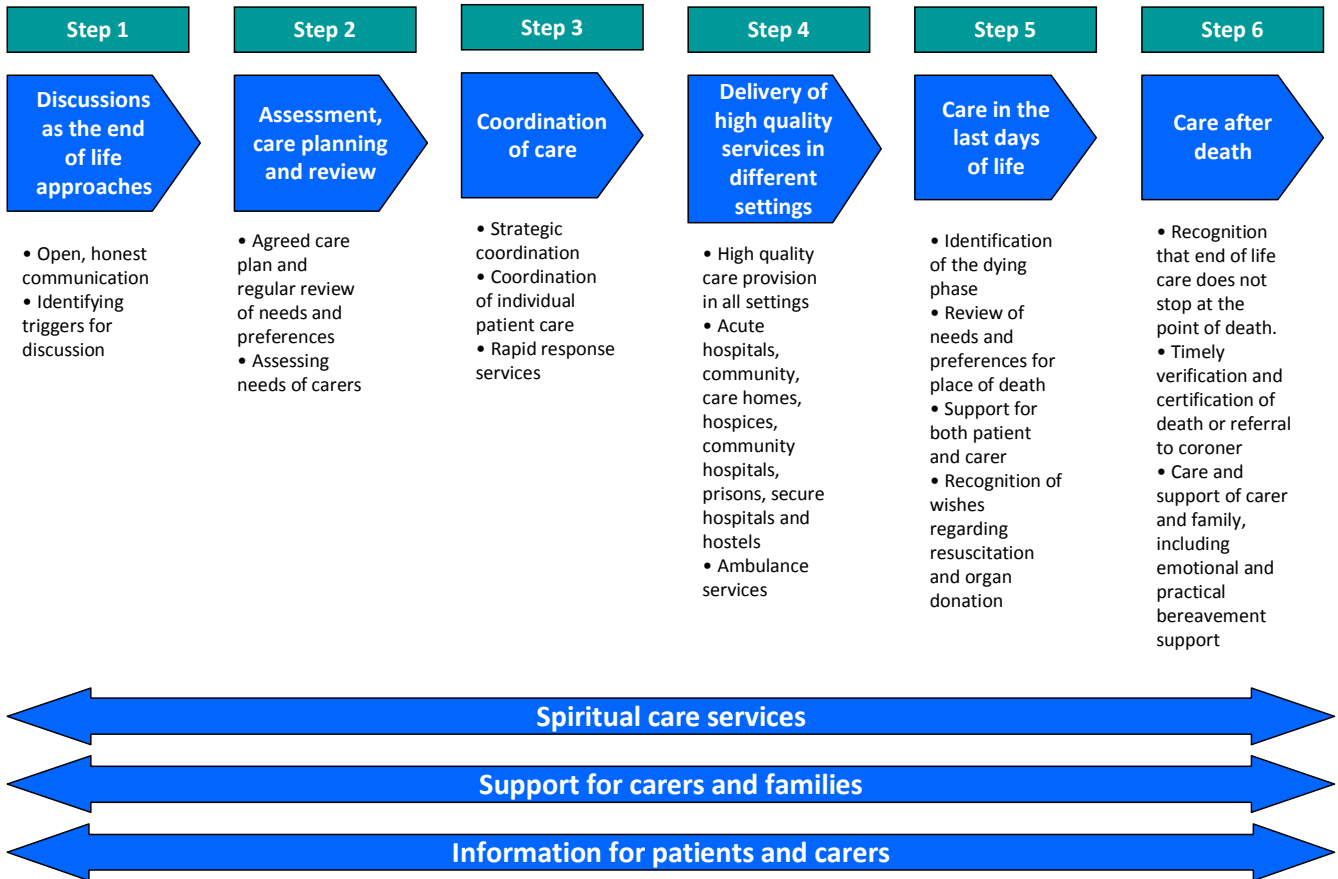 Step 1
Discussions
as the end
of life
approaches
• Open, honest
communication
• Identifying
triggers for
discussion
Step 2
Assessment,
care planning
and review
• Agreed care
plan and
regular review
of needs and
preferences
• Assessing
needs of carers
Step 3
Coordination
of care
• Strategic
coordination
• Coordination
of individual
patient care
• Rapid response
services
Step 4
Delivery of
high quality
services in
different
settings
• High quality
care provision
in all settings
• Acute
hospitals,
community,
care homes,
hospices,
community
hospitals,
prisons, secure
hospitals and
hostels
• Ambulance
services
Step 5
Care in the
last days
of life
• Identification
of the dying
phase
• Review of
needs and
preferences for
place of death
• Support for
both patient
and carer
• Recognition of
wishes
regarding
resuscitation
and organ
donation
Step 6
Care after
death
• Recognition
that end of life
care does not
stop at the
point of death.
• Timely
verification and
certification of
death or referral
to coroner
• Care and
support of carer
and family,
including
emotional and
practical
bereavement
support
Spiritual care services
Support for carers and families
Information for patients and carers